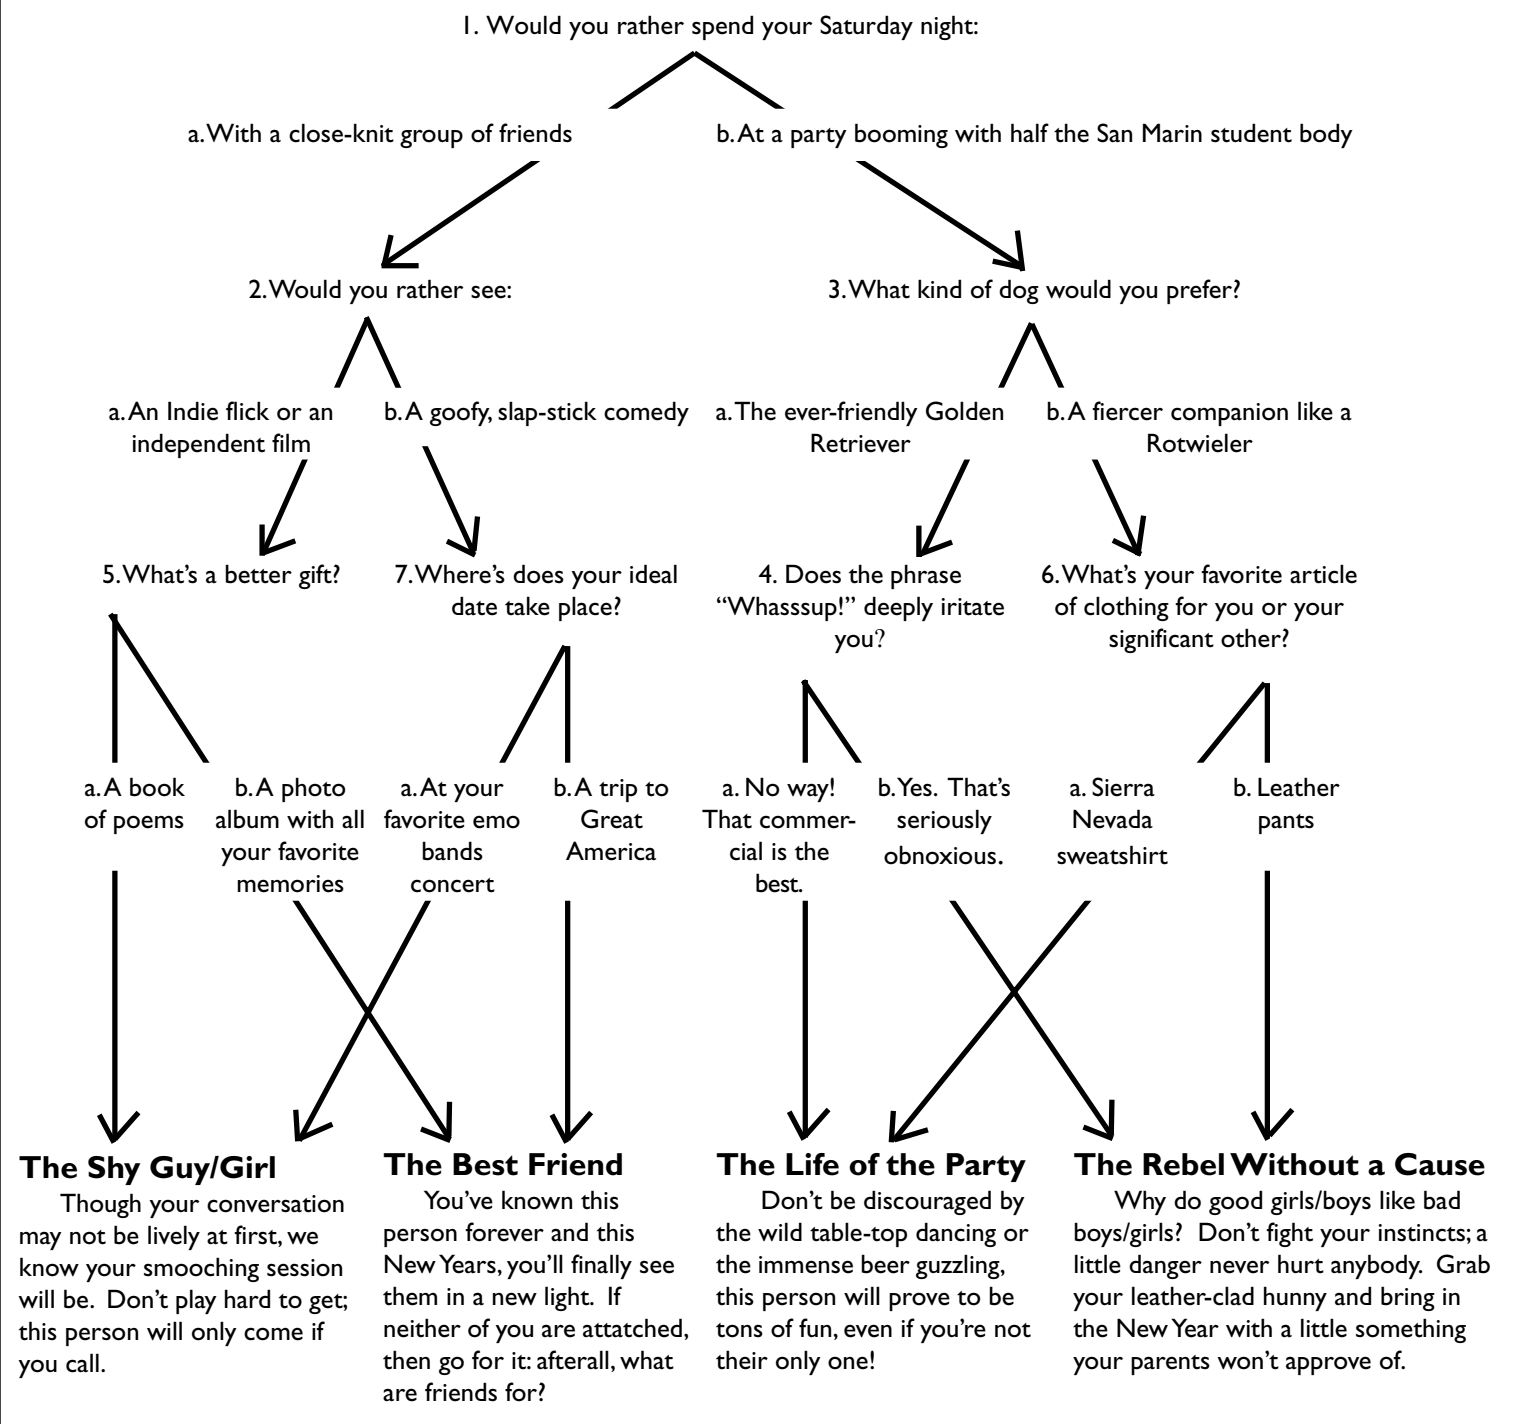 1. Would you rather spend your Saturday night:
a. With a close-knit group of friends
b. At a party booming with half the San Marin student body
2. Would you rather see:
3. What kind of dog would you prefer?
a. An Indie flick or an
independent film
b. A goofy, slap-stick comedy
a. The ever-friendly Golden
Retriever
b. A fiercer companion like a
Rotwieler
5. What's a better gift?
7. Where's does your ideal
date take place?
4. Does the phrase
“Whasssup!” deeply iritate
you?
6. What's your favorite article
of clothing for you or your
significant other?
a. A book
of poems
b. A photo
album with all
your favorite
memories
a. At your
favorite emo
bands
concert
b. A trip to
Great
America
a. No way!
That commer-
cial is the
best.
b. Yes. That's
seriously
obnoxious.
a. Sierra
Nevada
sweatshirt
b. Leather
pants
The Shy Guy/Girl
Though your conversation
may not be lively at first, we
know your smooching session
will be. Don't play hard to get;
this person will only come if
you call.
The Best Friend
You've known this
person forever and this
New Years, you'll finally see
them in a new light. If
neither of you are attatched,
then go for it: afterall, what
are friends for?
The Life of the Party
Don't be discouraged by
the wild table-top dancing or
the immense beer guzzling,
this person will prove to be
tons of fun, even if you're not
their only one!
The Rebel Without a Cause
Why do good girls/boys like bad
boys/girls? Don't fight your instincts; a
little danger never hurt anybody. Grab
your leather-clad hunny and bring in
the New Year with a little something
your parents won't approve of.